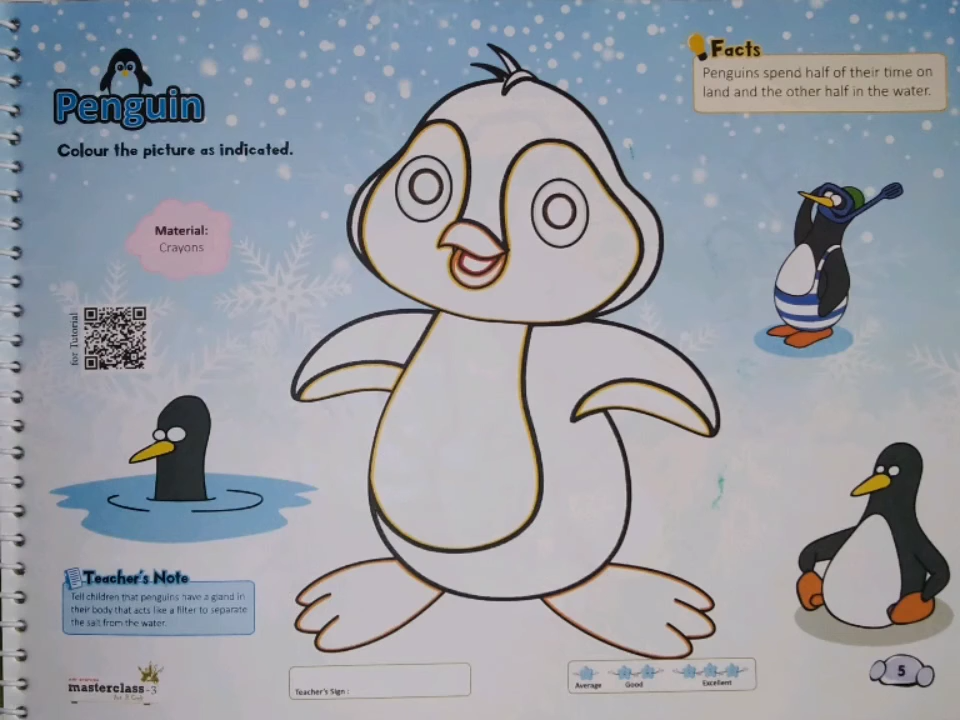 Penguin
Colour the picture as indicated.
Facts
Penguins spend half of their time on
land and the other half in the water.
Material:
Crayons
for Tutorial
Teacher's Note
Tell children that penguins have a gland in
their body that acts like a filter to separate
the salt from the water.
masterclass-3
Teacher's Sign :
Average
Good
Excellent
5